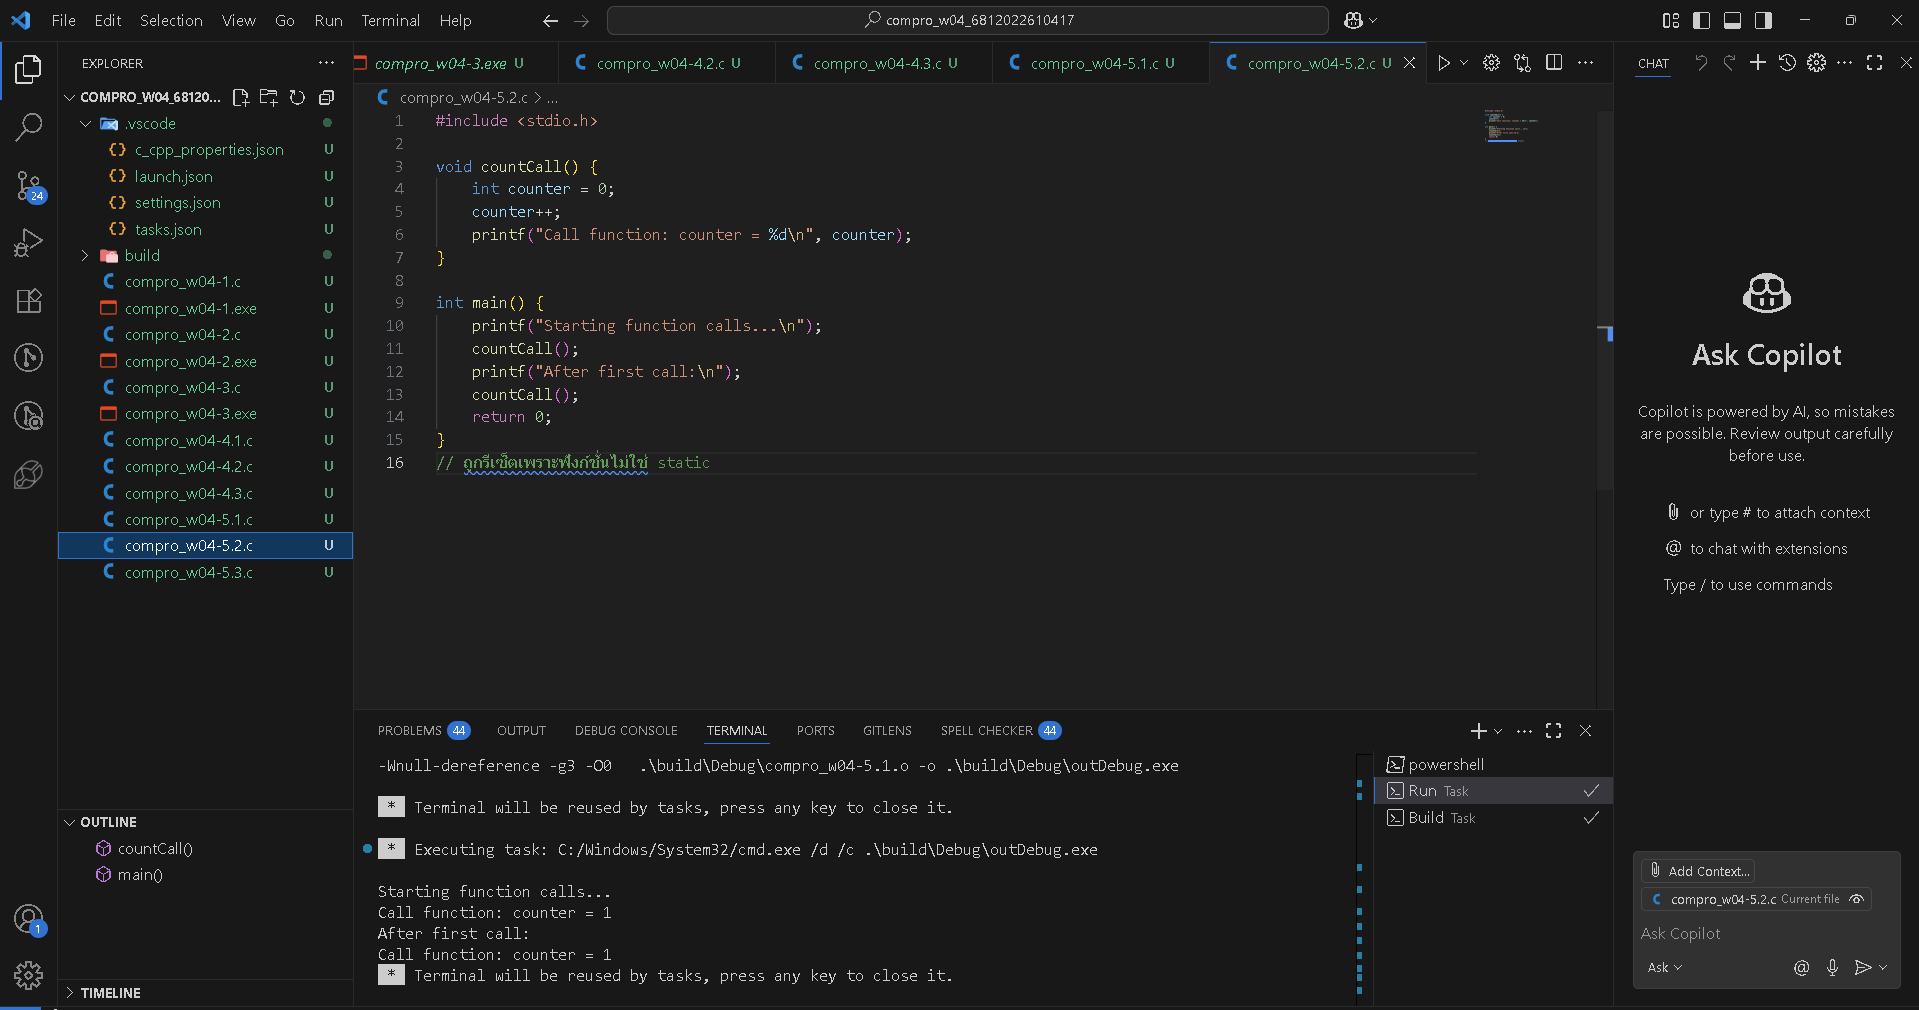 File Edit Selection View Go Run Terminal Help
compro_w04_6812022610417
EXPLORER
COMPRO_W04_68120...
.vscode
c_cpp_properties.json U
launch.json U
settings.json U
tasks.json U
build
compro_w04-1.c U
compro_w04-1.exe U
compro_w04-2.c U
compro_w04-2.exe U
compro_w04-3.c U
compro_w04-3.exe U
compro_w04-4.1.c U
compro_w04-4.2.c U
compro_w04-4.3.c U
compro_w04-5.1.c U
compro_w04-5.2.c U
compro_w04-5.3.c U
24
1
OUTLINE
countCall()
main()
TIMELINE
compro_w04-3.exe U compro_w04-4.2.c U compro_w04-4.3.c U compro_w04-5.1.c U compro_w04-5.2.c U
compro_w04-5.2.c > ...
1 #include <stdio.h>
2
3 void countCall() {
4 int counter = 0;
5 counter++;
6 printf("Call function: counter = %d\n", counter);
7 }
8
9 int main() {
10 printf("Starting function calls...\n");
11 countCall();
12 printf("After first call:\n");
13 countCall();
14 return 0;
15 }
16 // ถูกรีเซ็ตเพราะฟังก์ชั่นไม่ใช่ static
PROBLEMS 44 OUTPUT DEBUG CONSOLE TERMINAL PORTS GITLENS SPELL CHECKER 44
-Wnull-dereference -g3 -O0 .\build\Debug\compro_w04-5.1.o -o .\build\Debug\outDebug.exe
* Terminal will be reused by tasks, press any key to close it.
* Executing task: C:/Windows/System32/cmd.exe /d /c .\build\Debug\outDebug.exe
Starting function calls...
Call function: counter = 1
After first call:
Call function: counter = 1
* Terminal will be reused by tasks, press any key to close it.
powershell
Run Task
Build Task
CHAT
Ask Copilot
Copilot is powered by AI, so mistakes
are possible. Review output carefully
before use.
or type # to attach context
@ to chat with extensions
Type / to use commands
Add Context...
compro_w04-5.2.c Current file
Ask Copilot
Ask